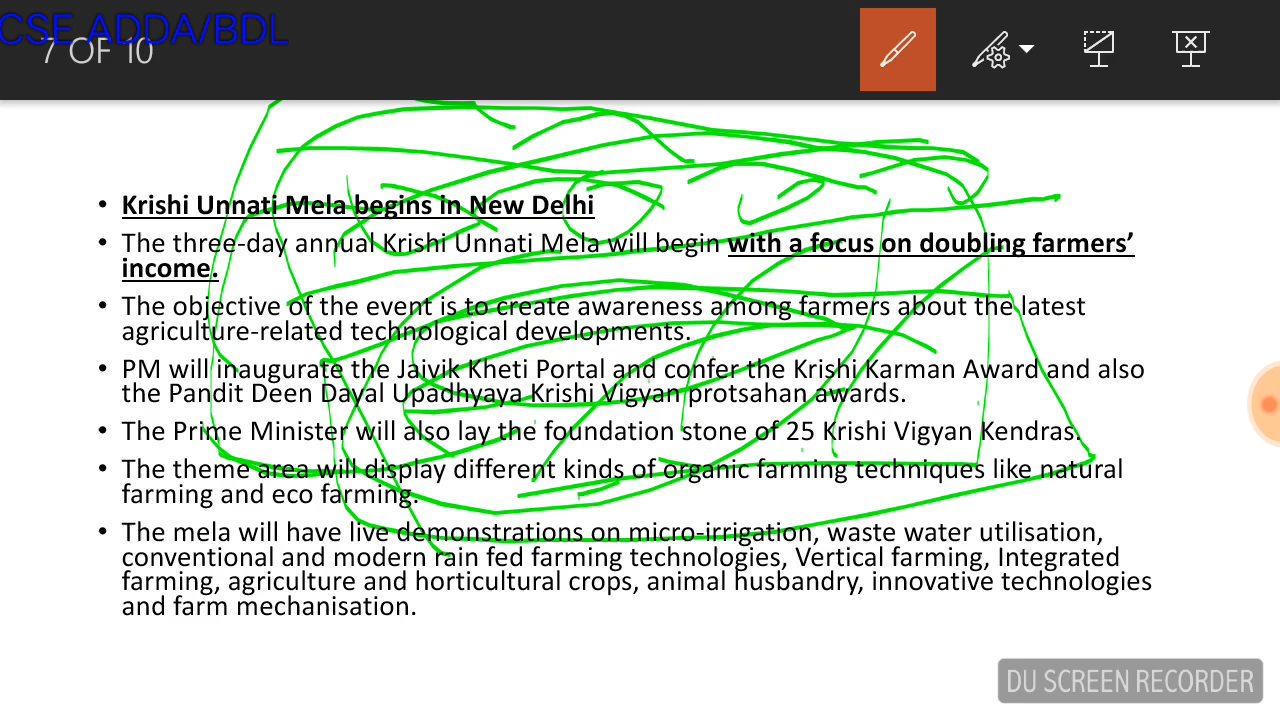 CSE ADDA/BDL
7 OF 10
• Krishi Unnati Mela begins in New Delhi
• The three-day annual Krishi Unnati Mela will begin with a focus on doubling farmers’
income.
• The objective of the event is to create awareness among farmers about the latest
agriculture-related technological developments.
• PM will inaugurate the Jaivik Kheti Portal and confer the Krishi Karman Award and also
the Pandit Deen Dayal Upadhyaya Krishi Vigyan protsahan awards.
• The Prime Minister will also lay the foundation stone of 25 Krishi Vigyan Kendras.
• The theme area will display different kinds of organic farming techniques like natural
farming and eco farming.
• The mela will have live demonstrations on micro-irrigation, waste water utilisation,
conventional and modern rain fed farming technologies, Vertical farming, Integrated
farming, agriculture and horticultural crops, animal husbandry, innovative technologies
and farm mechanisation.
DU SCREEN RECORDER